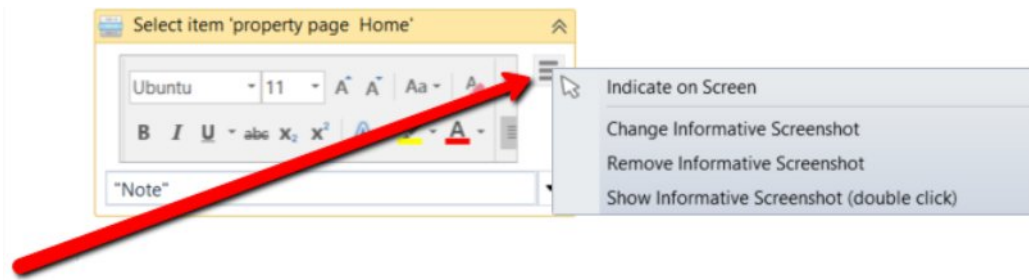 Select item 'property page  Home'
Ubuntu 11 A A Aa A
B I U abc X₂ X² A A
"Note"
Indicate on Screen
Change Informative Screenshot
Remove Informative Screenshot
Show Informative Screenshot (double click)